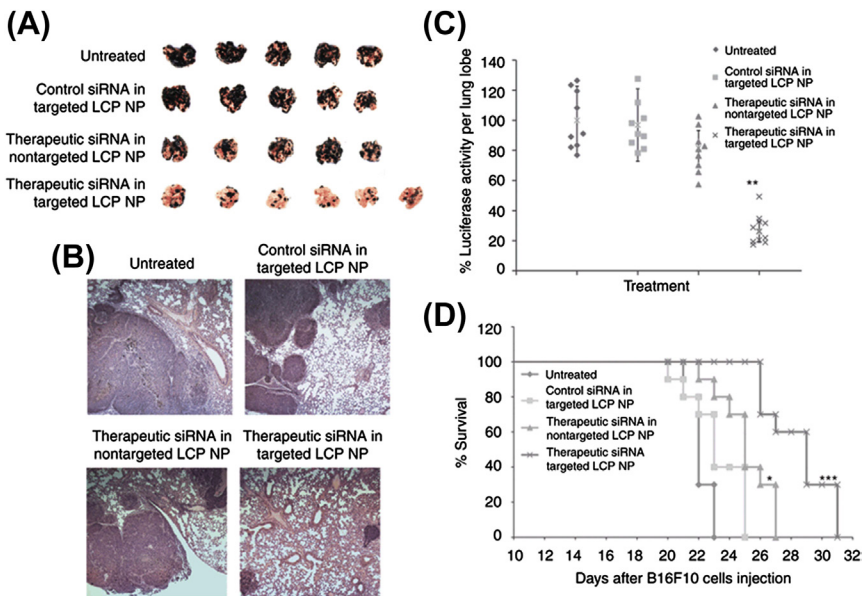 (A)
Untreated
Control siRNA in
targeted LCP NP
Therapeutic siRNA in
nontargeted LCP NP
Therapeutic siRNA in
targeted LCP NP
(B)
Untreated
Control siRNA in
targeted LCP NP
Therapeutic siRNA in
nontargeted LCP NP
Therapeutic siRNA in
targeted LCP NP
(C)
% Luciferase activity per lung lobe
140
120
100
80
60
40
20
0
Untreated
Control siRNA in
targeted LCP NP
Therapeutic siRNA in
nontargeted LCP NP
Therapeutic siRNA in
targeted LCP NP
**
Treatment
(D)
% Survival
120
100
80
60
40
20
0
Untreated
Control siRNA in
targeted LCP NP
Therapeutic siRNA in
nontargeted LCP NP
Therapeutic siRNA
targeted LCP NP
*
***
10 12 14 16 18 20 22 24 26 28 30 32
Days after B16F10 cells injection